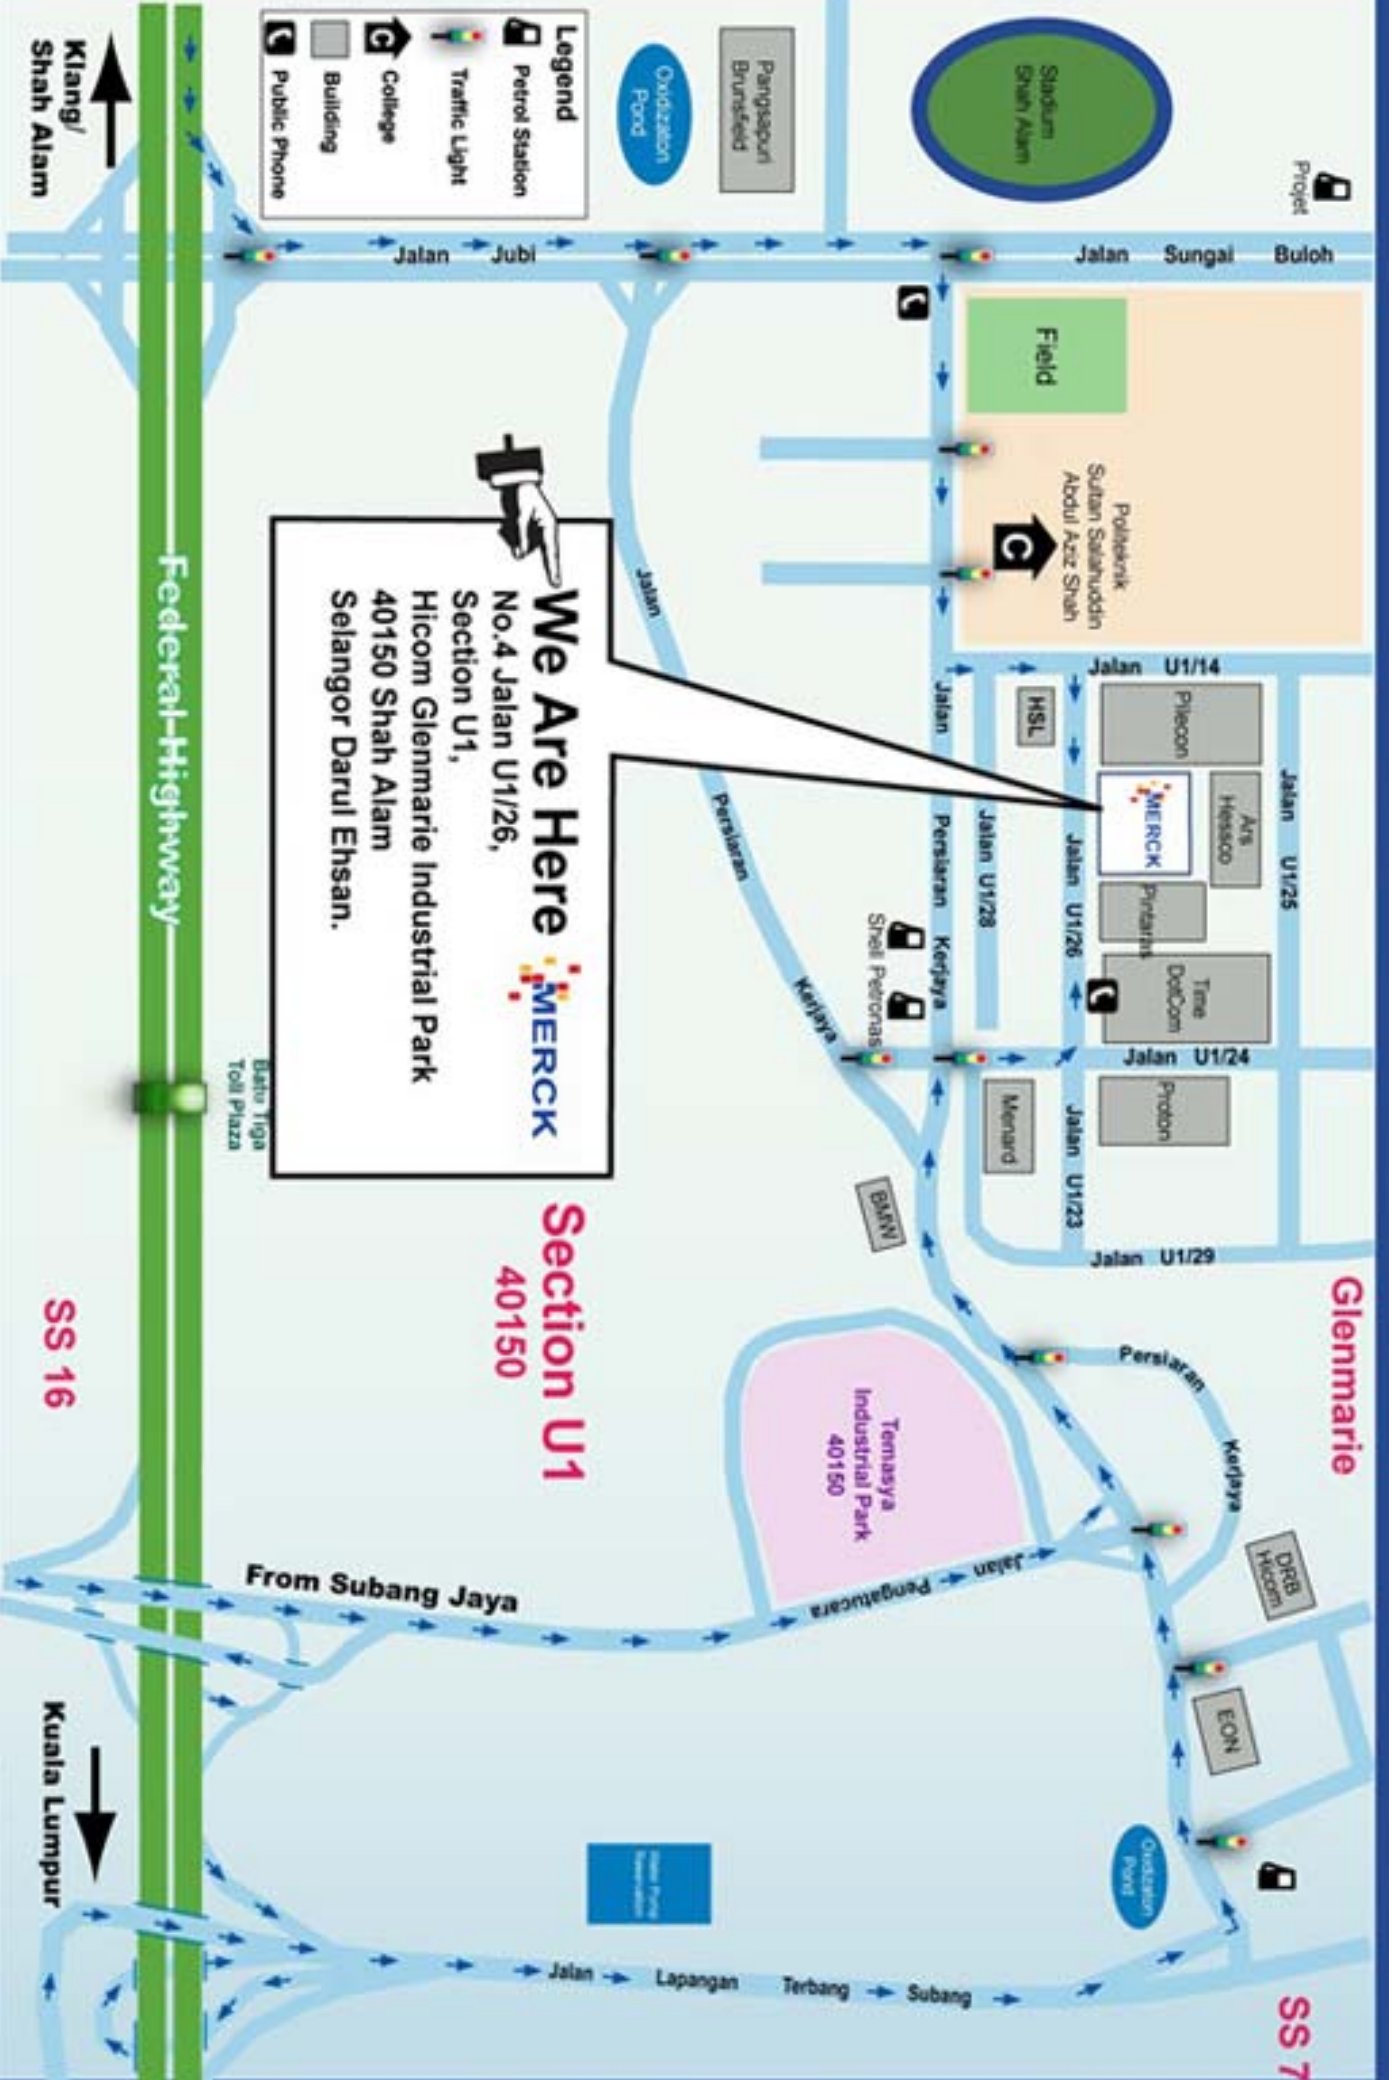 Projet
Stadium
Shah Alam
Pangsapuri
Brunsfield
Oxidizaton
Pond
Legend
Petrol Station
Traffic Light
College
Building
Public Phone
Klang/
Shah Alam
Jalan Sungai Buloh
Jalan Jubi
Field
Politeknik
Sultan Salahuddin
Abdul Aziz Shah
C
Jalan U1/14
Pliecon
HSL
Ars
Hessco
MERCK
Pintaras
Time
DotCom
Jalan U1/25
Jalan U1/26
Jalan U1/28
Jalan Persiaran Kerjaya
Shell Petronas
Jalan U1/24
Proton
Menard
Jalan U1/23
Jalan U1/29
BMW
Jalan Persiaran Kerjaya
We Are Here MERCK
No.4 Jalan U1/26,
Section U1,
Hicom Glenmarie Industrial Park
40150 Shah Alam
Selangor Darul Ehsan.
Federal Highway
Batu Tiga
Toll Plaza
Section U1
40150
SS 16
Glenmarie
Persiaran Kerjaya
Temasya
Industrial Park
40150
DRB
Hicom
EON
Jalan Pengaturcara
From Subang Jaya
Kuala Lumpur
Oxidizaton
Pond
Jalan Lapangan Terbang Subang
SS 7